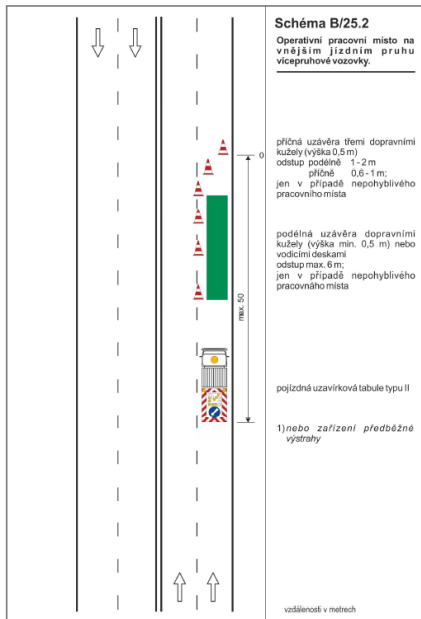 Schéma B/25.2
Operativní pracovní místo na
vnějším jízdním pruhu
vícepruhové vozovky.
příčná uzávěra třemi dopravními
kužely (výška 0,5 m)
odstup podélně 1 - 2 m
příčně 0,6 - 1 m;
jen v případě nepohyblivého
pracovního místa
0
podélná uzávěra dopravními
kužely (výška min. 0,5 m) nebo
vodicími deskami
odstup max. 6 m;
jen v případě nepohyblivého
pracovnáho místa
max. 50
pojízdná uzavírková tabule typu II
1) nebo zařízení předběžné
výstrahy
vzdálenosti v metrech